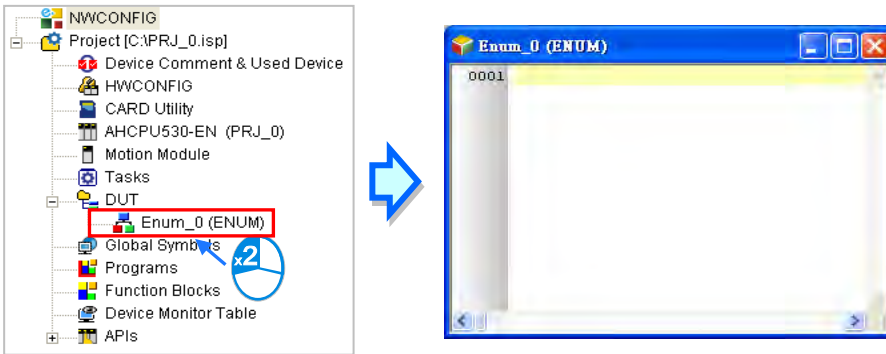 NWCONFIG
Project [C:\PRJ_0.isp]
Device Comment & Used Device
HWCONFIG
CARD Utility
AHCPU530-EN (PRJ_0)
Motion Module
Tasks
DUT
Enum_0 (ENUM)
Global Symbols
x2
Programs
Function Blocks
Device Monitor Table
APIs
Enum_0 (ENUM)
0001